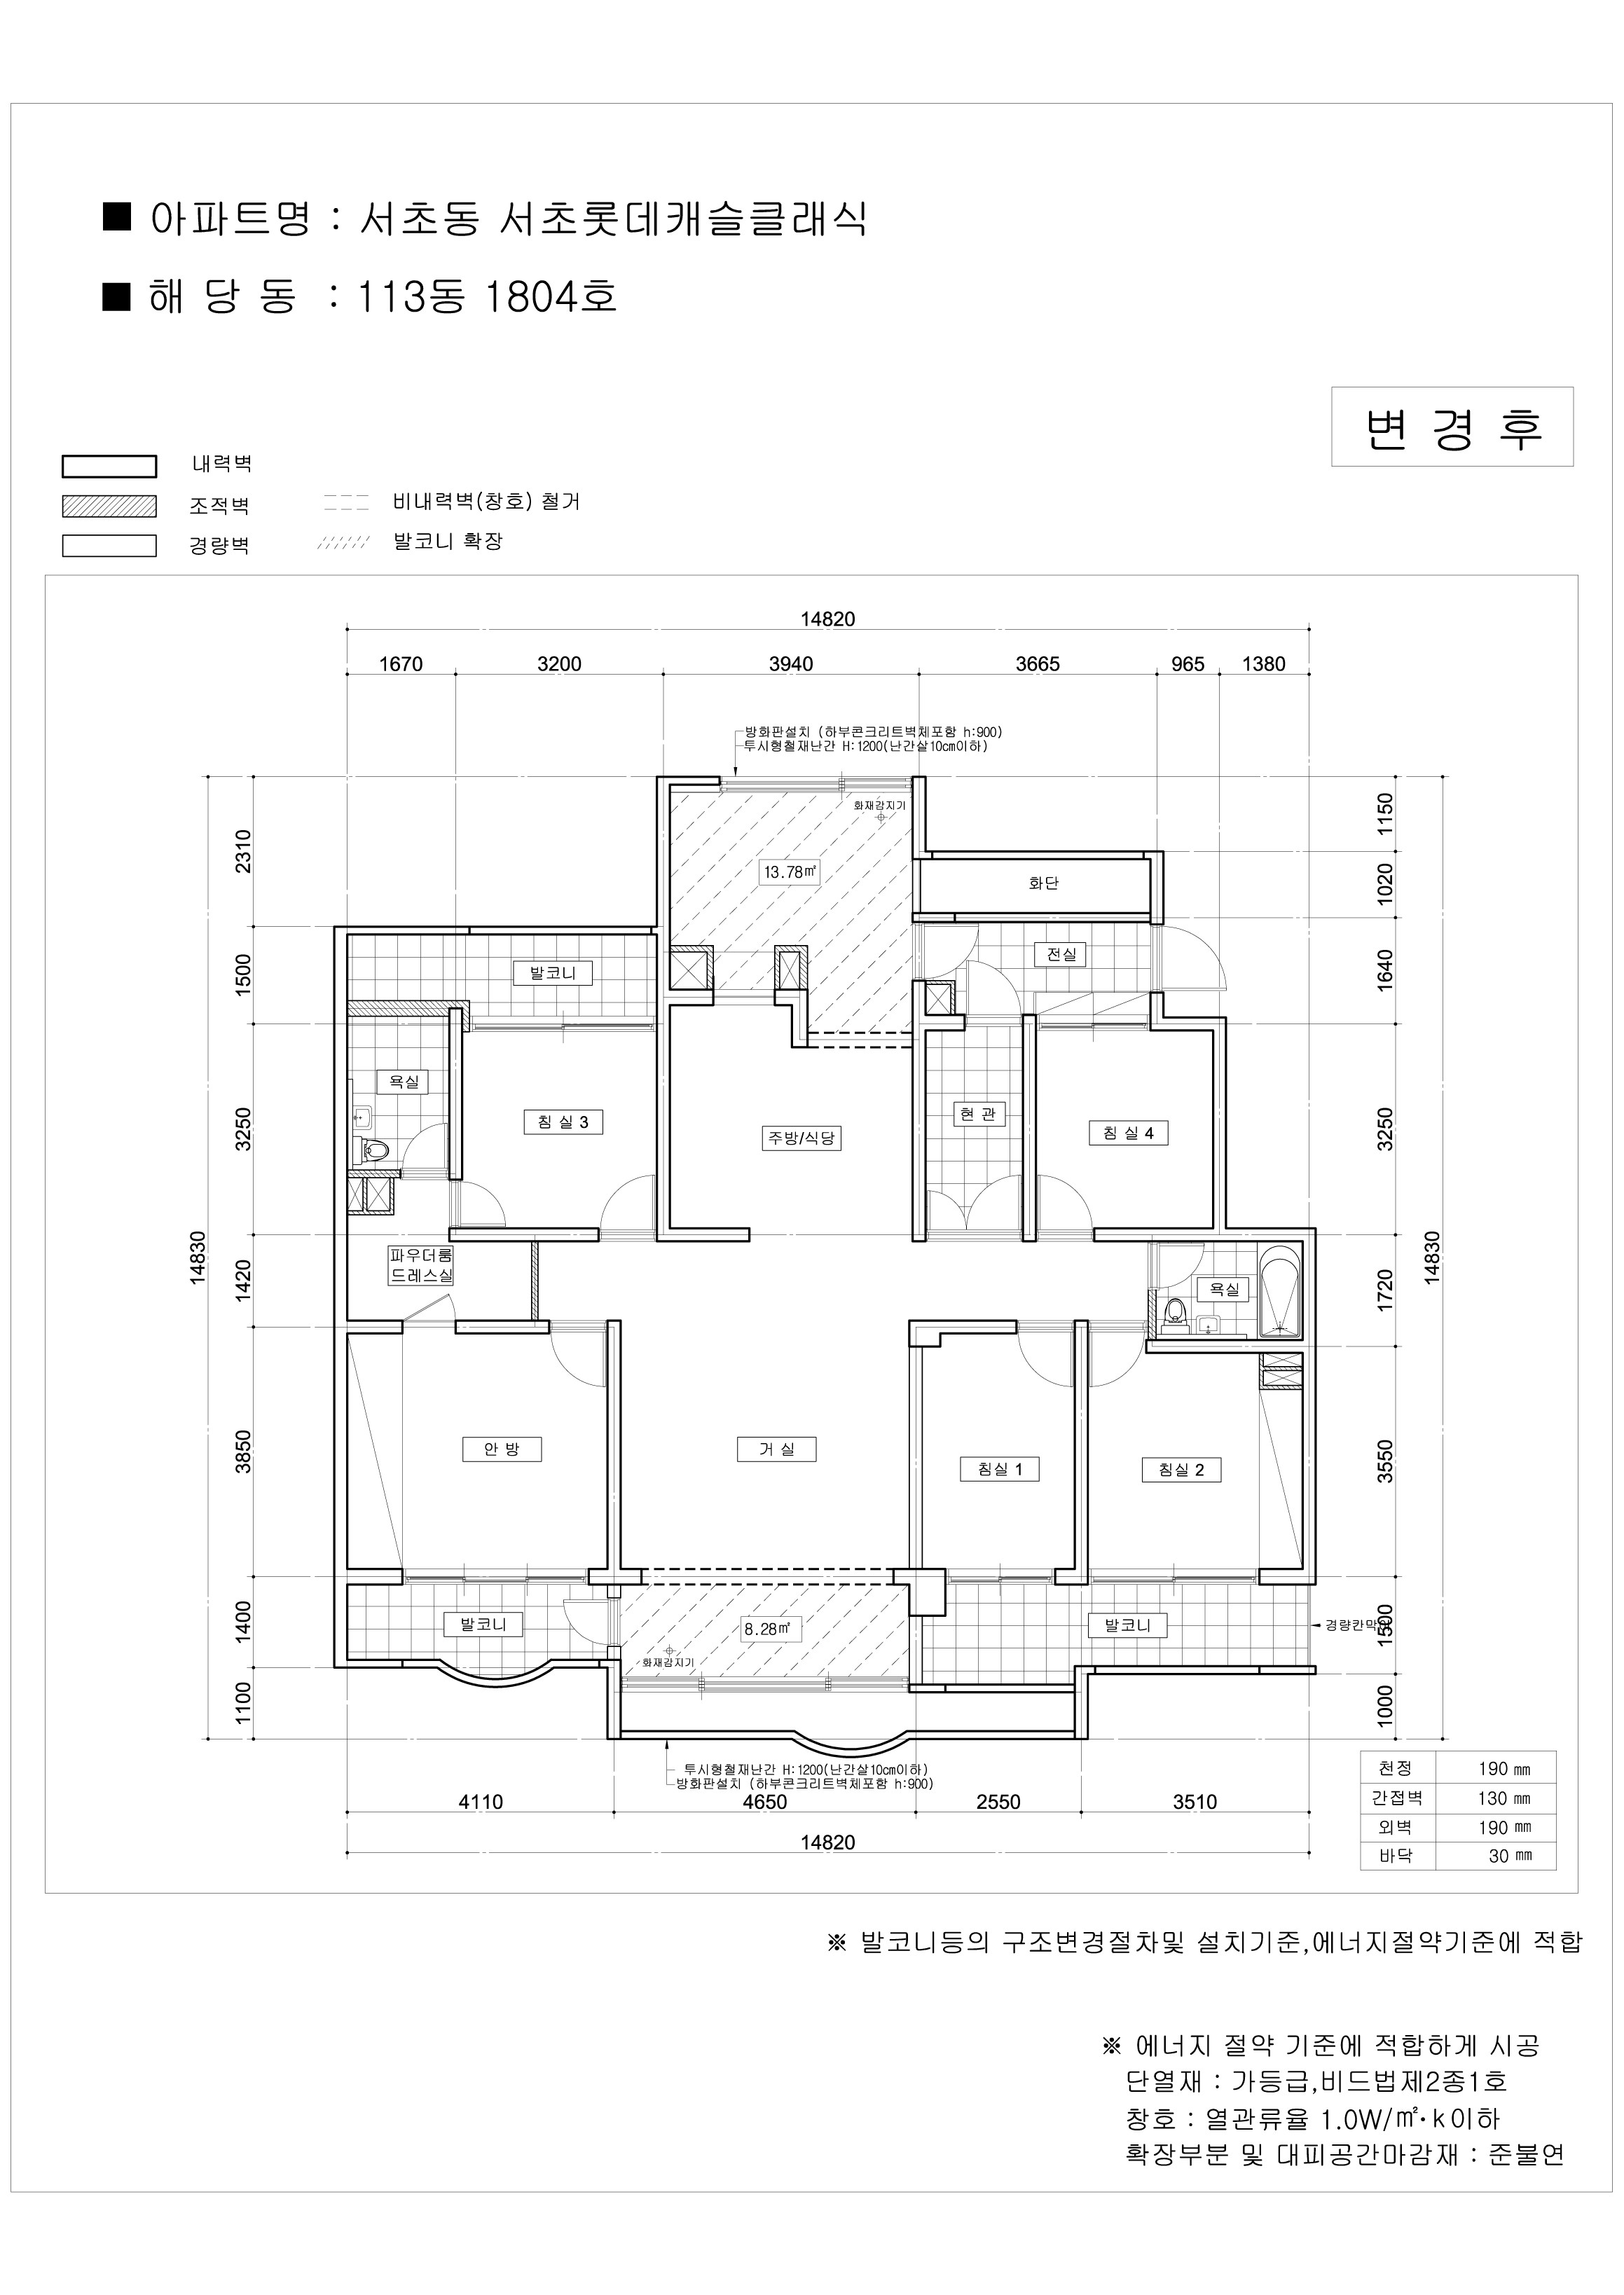 ■ 아파트명 : 서초동 서초롯데캐슬클래식
■ 해 당 동 : 113동 1804호
변 경 후
내력벽
조적벽
경량벽
비내력벽(창호) 철거
발코니 확장
14820
1670 3200 3940 3665 965 1380
방화판설치 (하부콘크리트벽체포함 h:900)
투시형철재난간 H:1200(난간살10cm이하)
화재감지기
13.78㎡
화단
전실
발코니
욕실
침 실 3
주방/식당
현 관
침 실 4
파우더룸
드레스실
욕실
안 방
거 실
침실 1
침실 2
발코니
8.28㎡
화재감지기
발코니
경량칸막이
2310
1500
3250
1420
3850
1400
1100
14830
1150
1020
1640
3250
1720
3550
1500
1000
14830
투시형철재난간 H:1200(난간살10cm이하)
방화판설치 (하부콘크리트벽체포함 h:900)
4110 4650 2550 3510
14820
천정 190 ㎜
간접벽 130 ㎜
외벽 190 ㎜
바닥 30 ㎜
※ 발코니등의 구조변경절차및 설치기준,에너지절약기준에 적합
※ 에너지 절약 기준에 적합하게 시공
단열재 : 가등급,비드법제2종1호
창호 : 열관류율 1.0W/㎡·k이하
확장부분 및 대피공간마감재 : 준불연